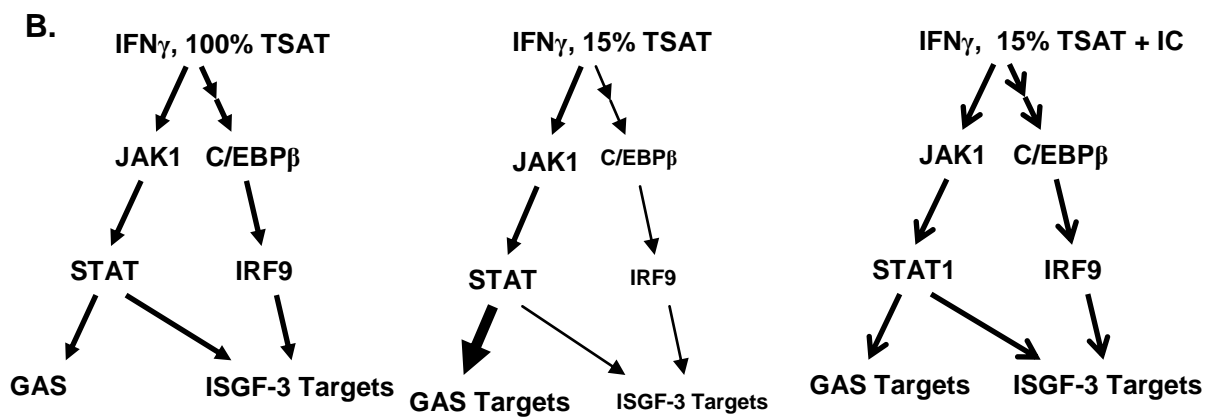 B.
IFNγ, 100% TSAT
JAK1 C/EBPβ
STAT IRF9
GAS ISGF-3 Targets
IFNγ, 15% TSAT
JAK1 C/EBPβ
STAT IRF9
GAS Targets ISGF-3 Targets
IFNγ, 15% TSAT + IC
JAK1 C/EBPβ
STAT1 IRF9
GAS Targets ISGF-3 Targets